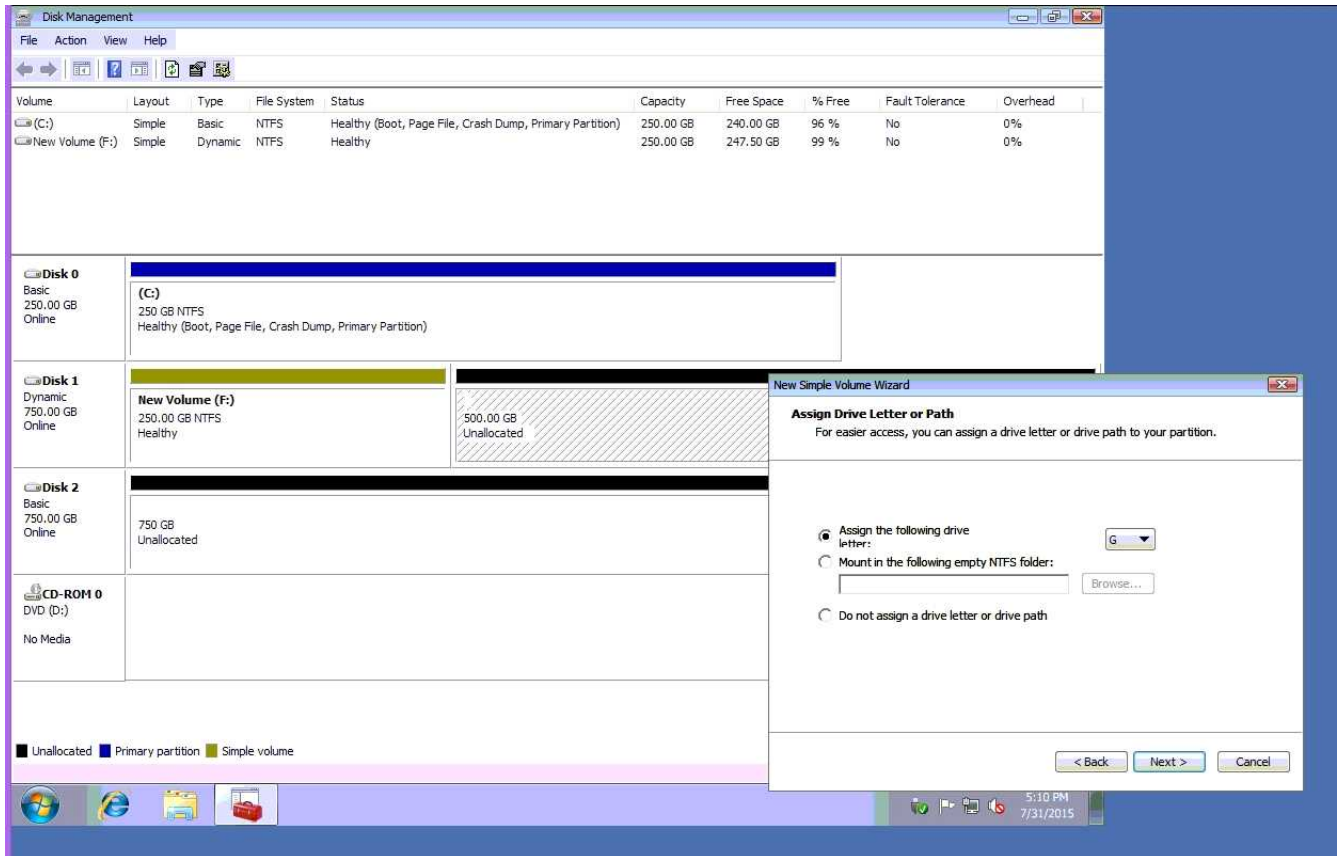 Disk Management
File Action View Help
Volume Layout Type File System Status Capacity Free Space % Free Fault Tolerance Overhead
(C:) Simple Basic NTFS Healthy (Boot, Page File, Crash Dump, Primary Partition) 250.00 GB 240.00 GB 96 % No 0%
New Volume (F:) Simple Dynamic NTFS Healthy 250.00 GB 247.50 GB 99 % No 0%
Disk 0
Basic
250.00 GB
Online
(C:)
250 GB NTFS
Healthy (Boot, Page File, Crash Dump, Primary Partition)
Disk 1
Dynamic
750.00 GB
Online
New Volume (F:)
250.00 GB NTFS
Healthy
500.00 GB
Unallocated
Disk 2
Basic
750.00 GB
Online
750 GB
Unallocated
CD-ROM 0
DVD (D:)
No Media
Unallocated Primary partition Simple volume
New Simple Volume Wizard
Assign Drive Letter or Path
For easier access, you can assign a drive letter or drive path to your partition.
Assign the following drive
letter:
G
Mount in the following empty NTFS folder:
Browse...
Do not assign a drive letter or drive path
< Back Next > Cancel
5:10 PM
7/31/2015